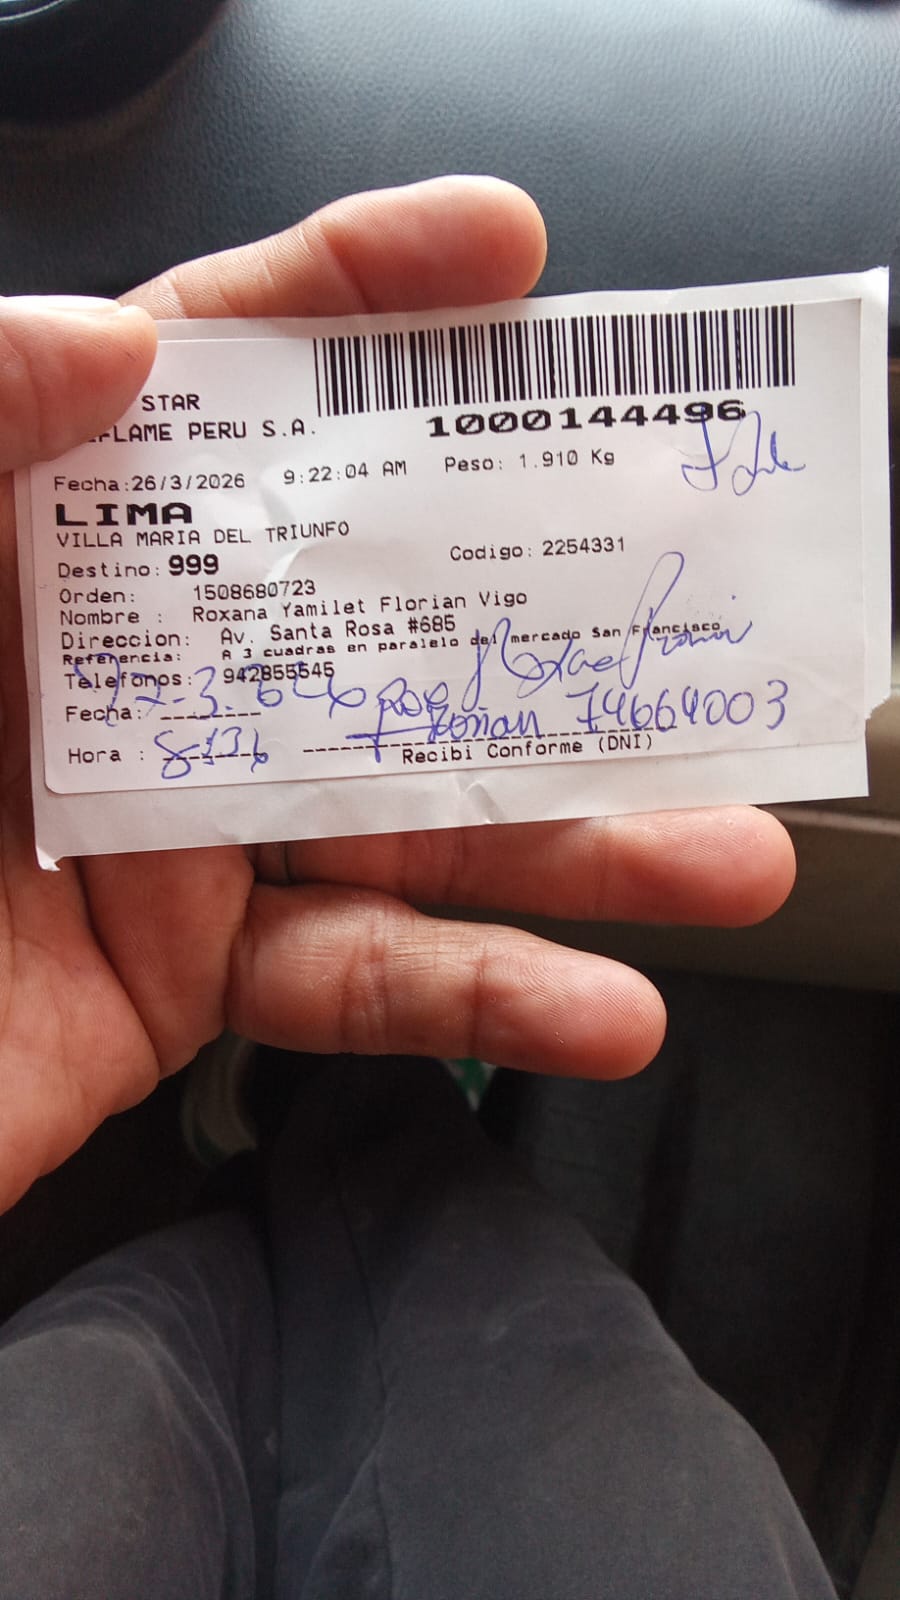 STAR
FLAME PERU S.A.
1000144496
Fecha:26/3/2026 9:22:04 AM Peso: 1.910 Kg
LIMA
VILLA MARIA DEL TRIUNFO
Destino: 999 Codigo: 2254331
Orden: 1508680723
Nombre : Roxana Yamilet Florian Vigo
Direccion: Av. Santa Rosa #685
Referencia: A 3 cuadras en paralelo del mercado San Francisco
Telefonos: 942855545
Fecha:
florian 74664003
Hora :
Recibi Conforme (DNI)